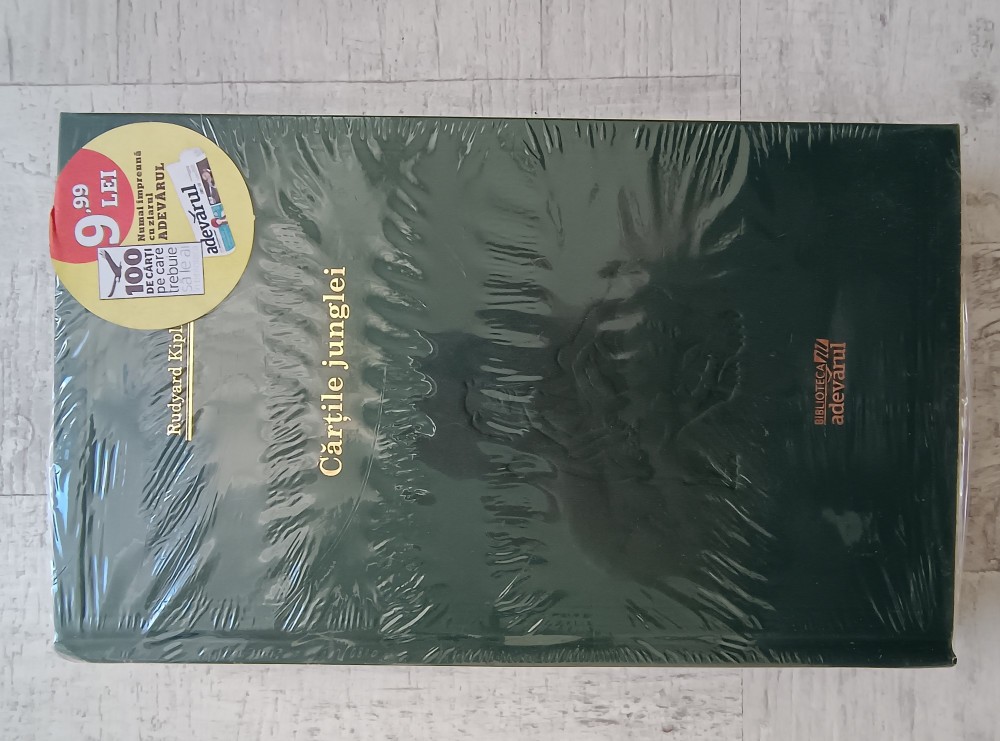 9,99
LEI
Numai împreună
cu ziarul
ADEVĂRUL
adevărul
100
DE CĂRȚI
pe care
trebuie
să le ai
Rudyard Kipl
Cărțile junglei
BIBLIOTECA
adevărul